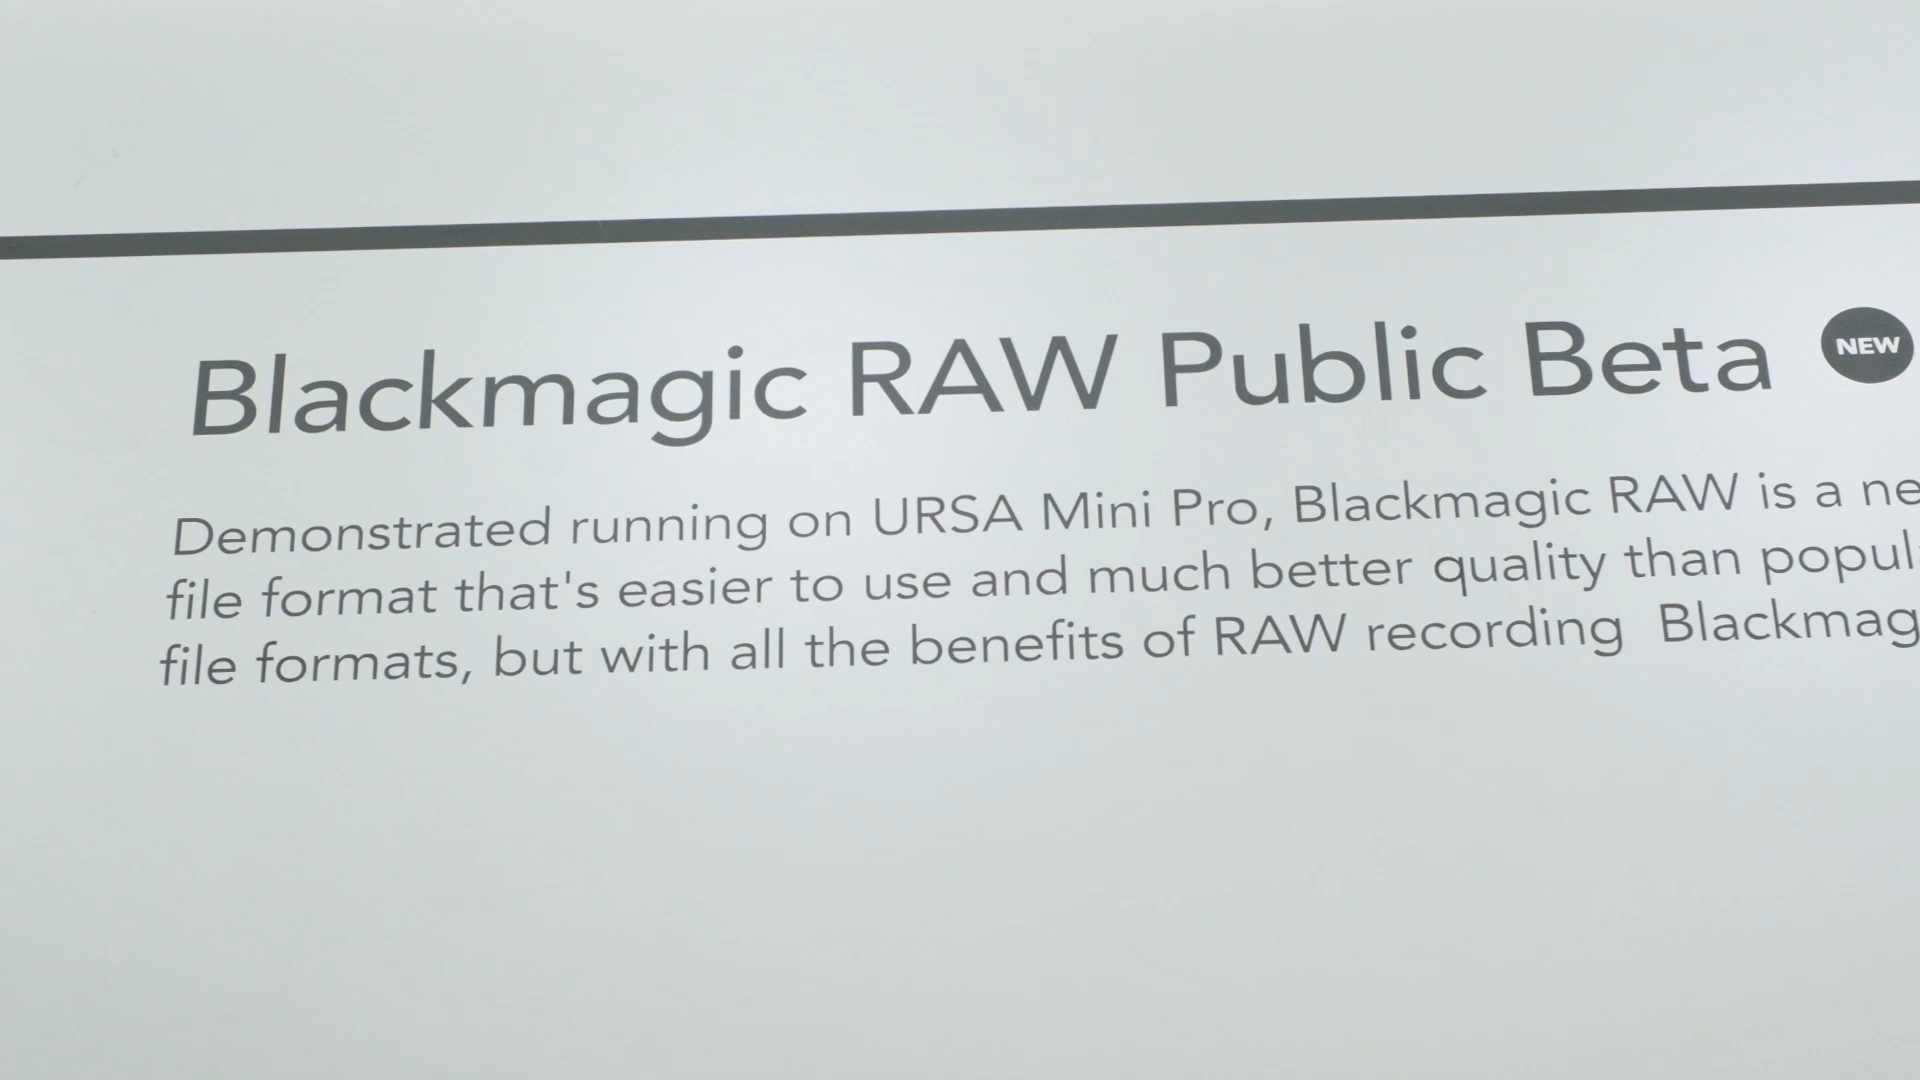 Blackmagic RAW Public Beta NEW
Demonstrated running on URSA Mini Pro, Blackmagic RAW is a
file format that's easier to use and much better quality than
file formats, but with all the benefits of RAW recording